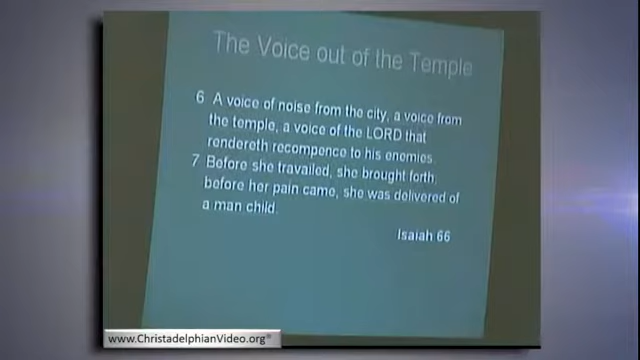 The Voice out of the Temple
6 A voice of noise from the city, a voice from
the temple, a voice of the LORD that
rendereth recompence to his enemies.
7 Before she travailed, she brought forth,
before her pain came, she was delivered of
a man child.
Isaiah 66
www.ChristadelphianVideo.org®